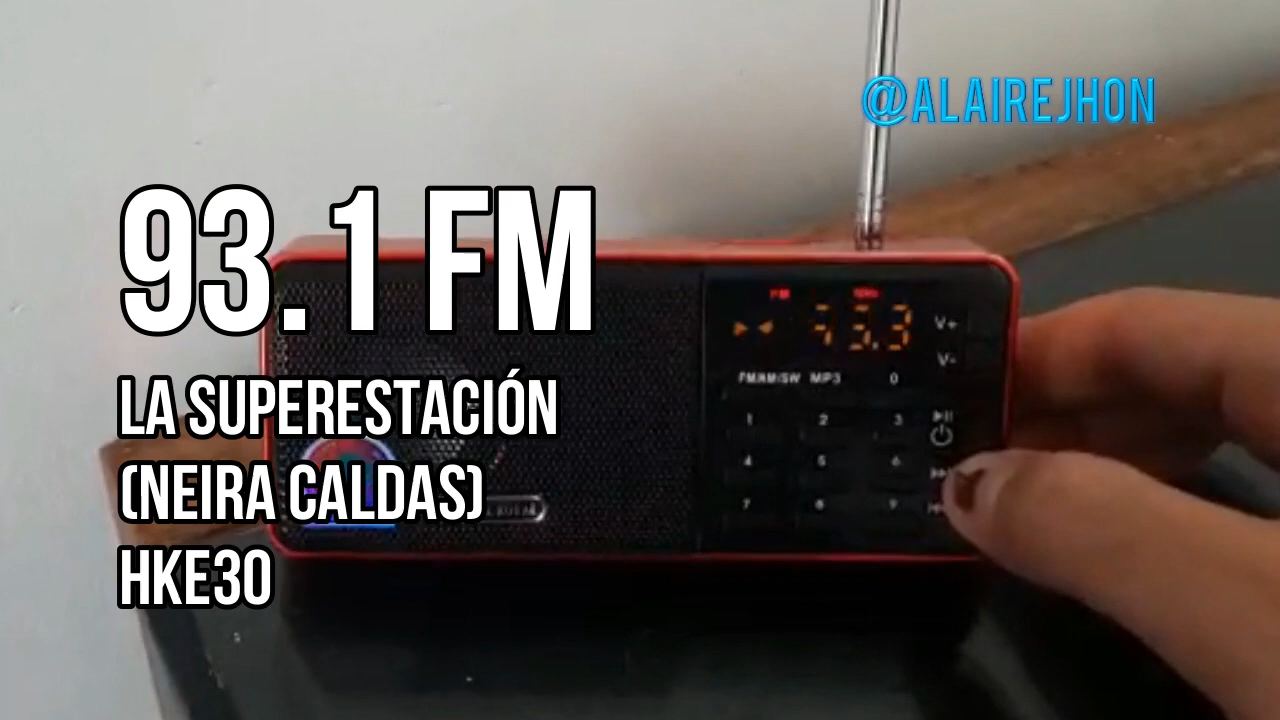 @ALAIREJHON
93.1 FM
LA SUPERESTACIÓN
(NEIRA CALDAS)
HKE30
FM
V+
V-
FM/AM/SW MP3 0
1 2 3
4 5 6
7 8 9